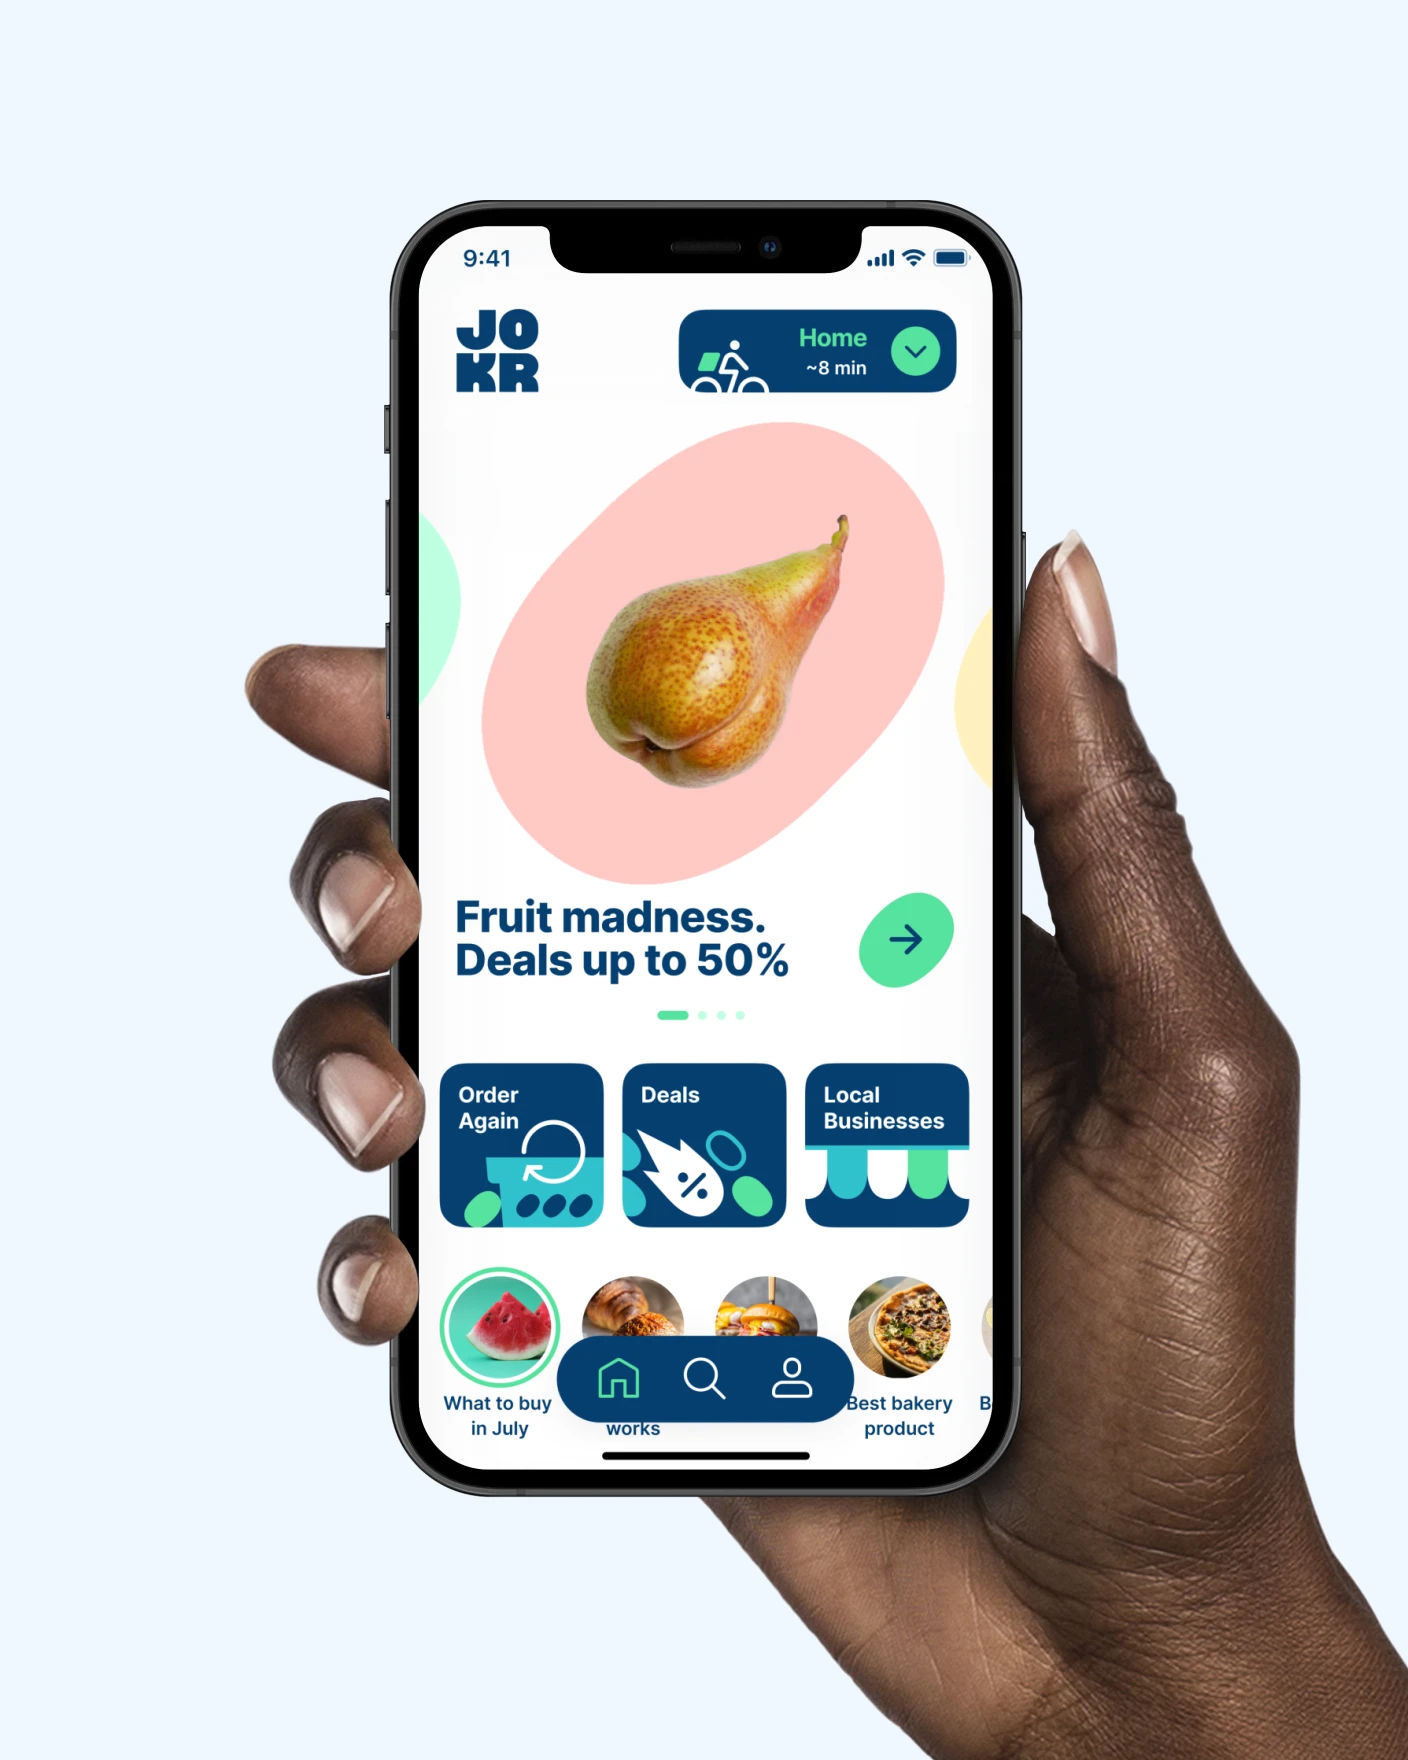 9:41
JO
KR
Home
~8 min
Fruit madness.
Deals up to 50%
Order
Again
Deals
Local
Businesses
%
What to buy
in July
works
Best bakery
product
B